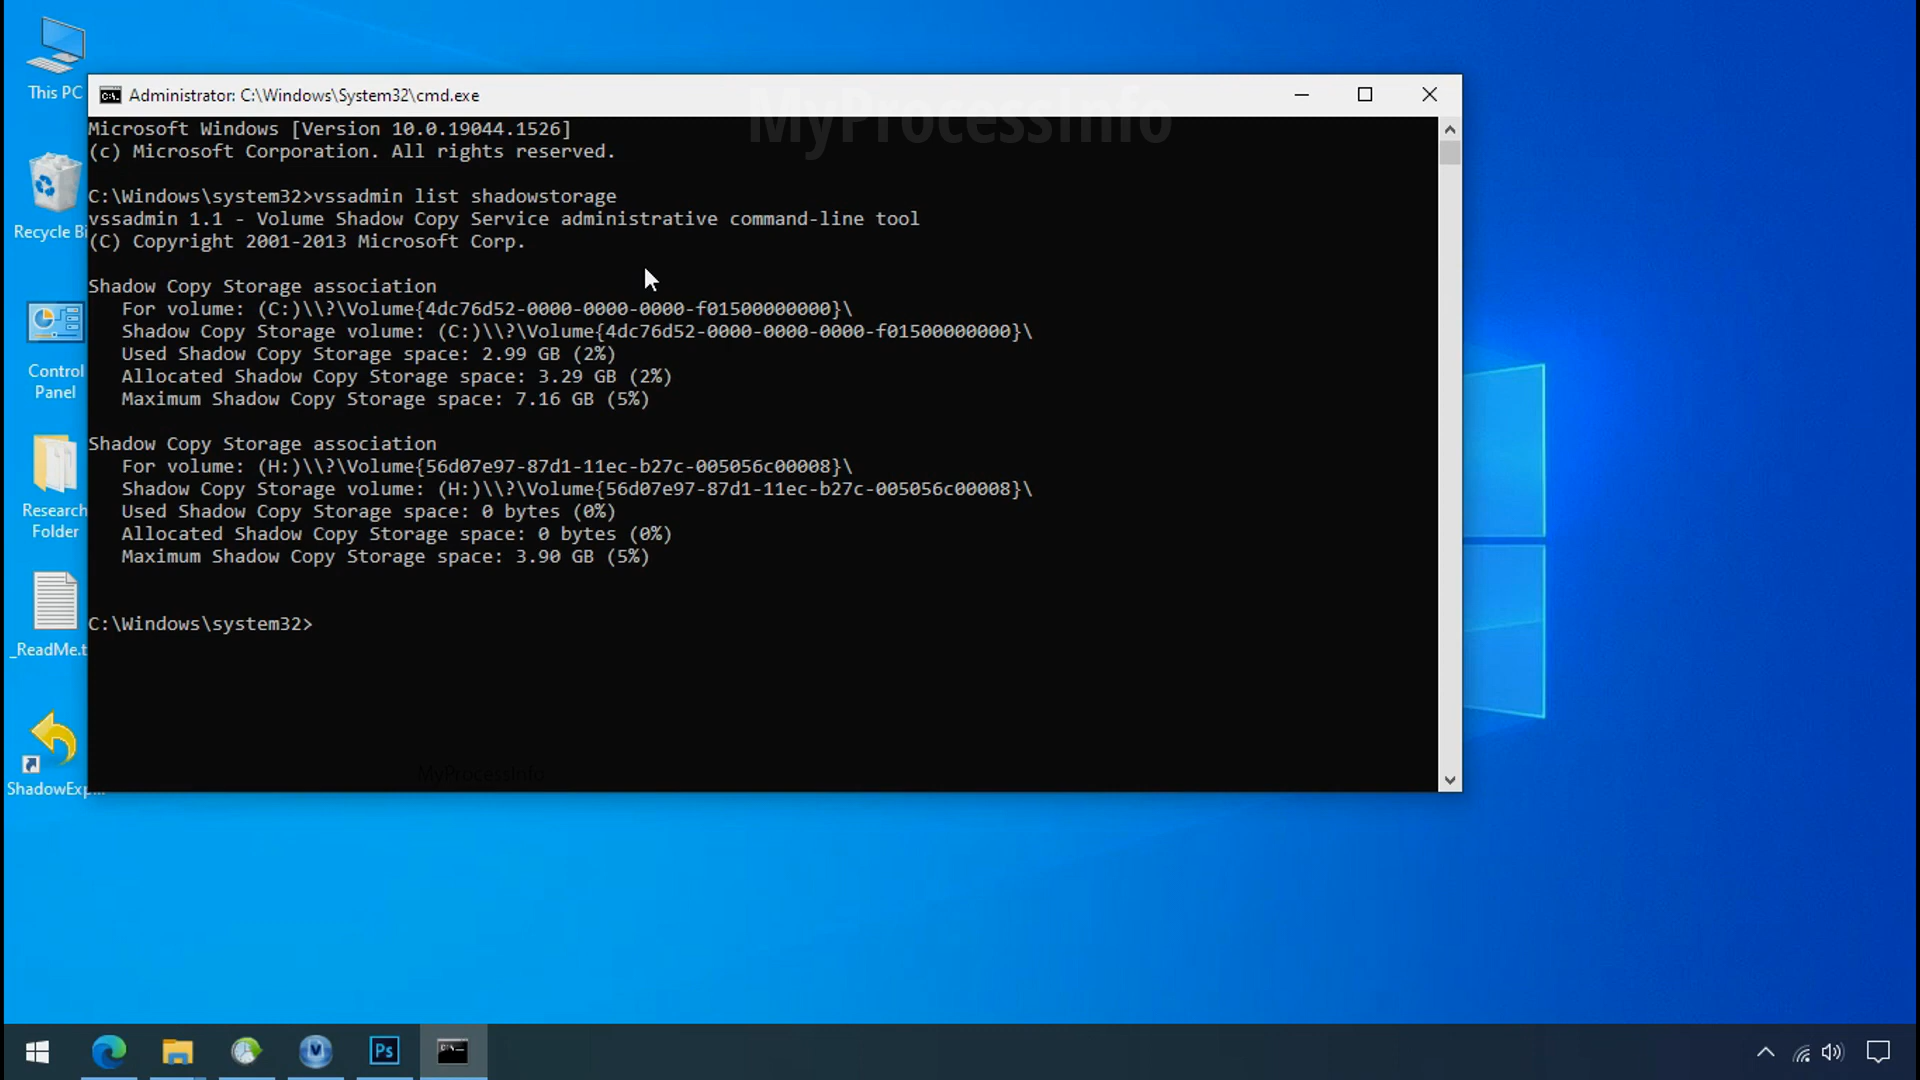 This PC
Recycle Bi
Control
Panel
Research
Folder
_ReadMe.t
ShadowExp...
Administrator: C:\Windows\System32\cmd.exe
MyProcessInfo
Microsoft Windows [Version 10.0.19044.1526]
(c) Microsoft Corporation. All rights reserved.
C:\Windows\system32>vssadmin list shadowstorage
vssadmin 1.1 - Volume Shadow Copy Service administrative command-line tool
(C) Copyright 2001-2013 Microsoft Corp.
Shadow Copy Storage association
For volume: (C:)\\?\Volume{4dc76d52-0000-0000-0000-f01500000000}\
Shadow Copy Storage volume: (C:)\\?\Volume{4dc76d52-0000-0000-0000-f01500000000}\
Used Shadow Copy Storage space: 2.99 GB (2%)
Allocated Shadow Copy Storage space: 3.29 GB (2%)
Maximum Shadow Copy Storage space: 7.16 GB (5%)
Shadow Copy Storage association
For volume: (H:)\\?\Volume{56d07e97-87d1-11ec-b27c-005056c00008}\
Shadow Copy Storage volume: (H:)\\?\Volume{56d07e97-87d1-11ec-b27c-005056c00008}\
Used Shadow Copy Storage space: 0 bytes (0%)
Allocated Shadow Copy Storage space: 0 bytes (0%)
Maximum Shadow Copy Storage space: 3.90 GB (5%)
C:\Windows\system32>
MyProcessInfo
Ps